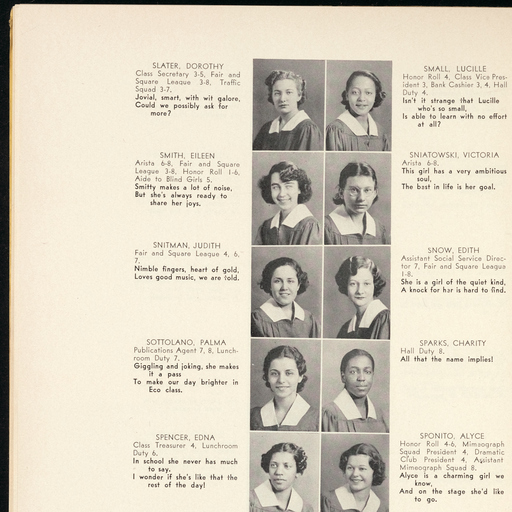 SLATER, DOROTHY
Class Secretary 3-5, Fair and
Square League 3-8, Traffic
Squad 3-7.
Jovial, smart, with wit galore,
Could we possibly ask for
more?
SMITH, EILEEN
Arista 6-8, Fair and Square
League 3-8, Honor Roll 1-6,
Aide to Blind Girls 5.
Smitty makes a lot of noise,
But she's always ready to
share her joys.
SNITMAN, JUDITH
Fair and Square League 4, 6,
7.
Nimble fingers, heart of gold,
Loves good music, we are told.
SOTTOLANO, PALMA
Publications Agent 7, 8, Lunch-
room Duty 7.
Giggling and joking, she makes
it a pass
To make our day brighter in
Eco class.
SPENCER, EDNA
Class Treasurer 4, Lunchroom
Duty 6.
In school she never has much
to say,
I wonder if she's like that the
rest of the day!
SMALL, LUCILLE
Honor Roll 4, Class Vice Pres-
ident 3, Bank Cashier 3, 4, Hall
Duty 4.
Isn't it strange that Lucille
who's so small,
Is able to learn with no effort
at all?
SNIATOWSKI, VICTORIA
Arista 6-8.
This girl has a very ambitious
soul,
The best in life is her goal.
SNOW, EDITH
Assistant Social Service Direc-
tor 7, Fair and Square League
1-8.
She is a girl of the quiet kind,
A knock for her is hard to find.
SPARKS, CHARITY
Hall Duty 8.
All that the name implies!
SPONITO, ALYCE
Honor Roll 4-6, Mimeograph
Squad President 4, Dramatic
Club President 4, Assistant
Mimeograph Squad 8.
Alyce is a charming girl we
know,
And on the stage she'd like
to go.